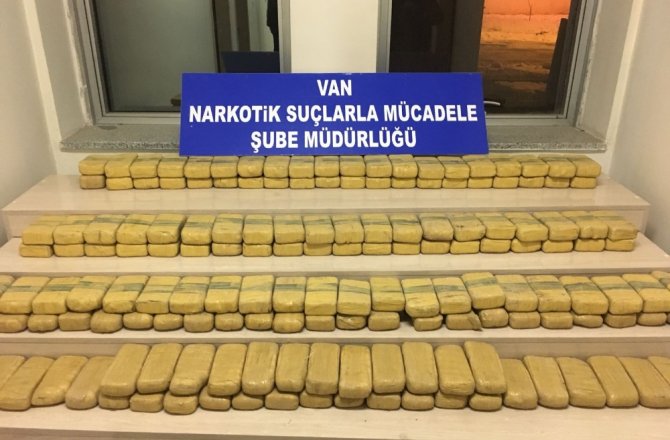 VAN
NARKOTİK SUÇLARLA MÜCADELE
ŞUBE MÜDÜRLÜĞÜ